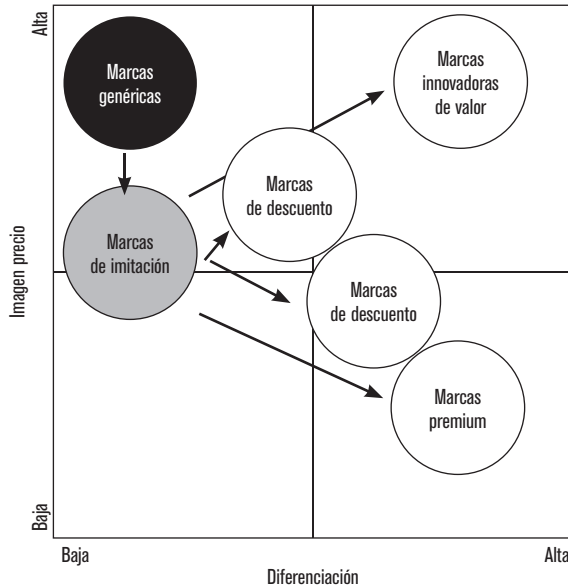 Alta
Marcas
genéricas
Marcas
innovadoras
de valor
Marcas
de descuento
Marcas
de imitación
Imagen precio
Marcas
de descuento
Marcas
premium
Baja
Baja
Alta
Diferenciación